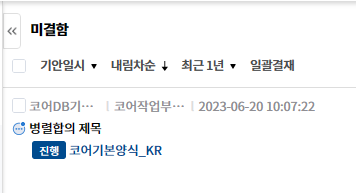 미결함
기안일시 내림차순 최근 1년 일괄결재
코어DB기... 코어작업부... 2023-06-20 10:07:22
병렬합의 제목
진행 코어기본양식_KR